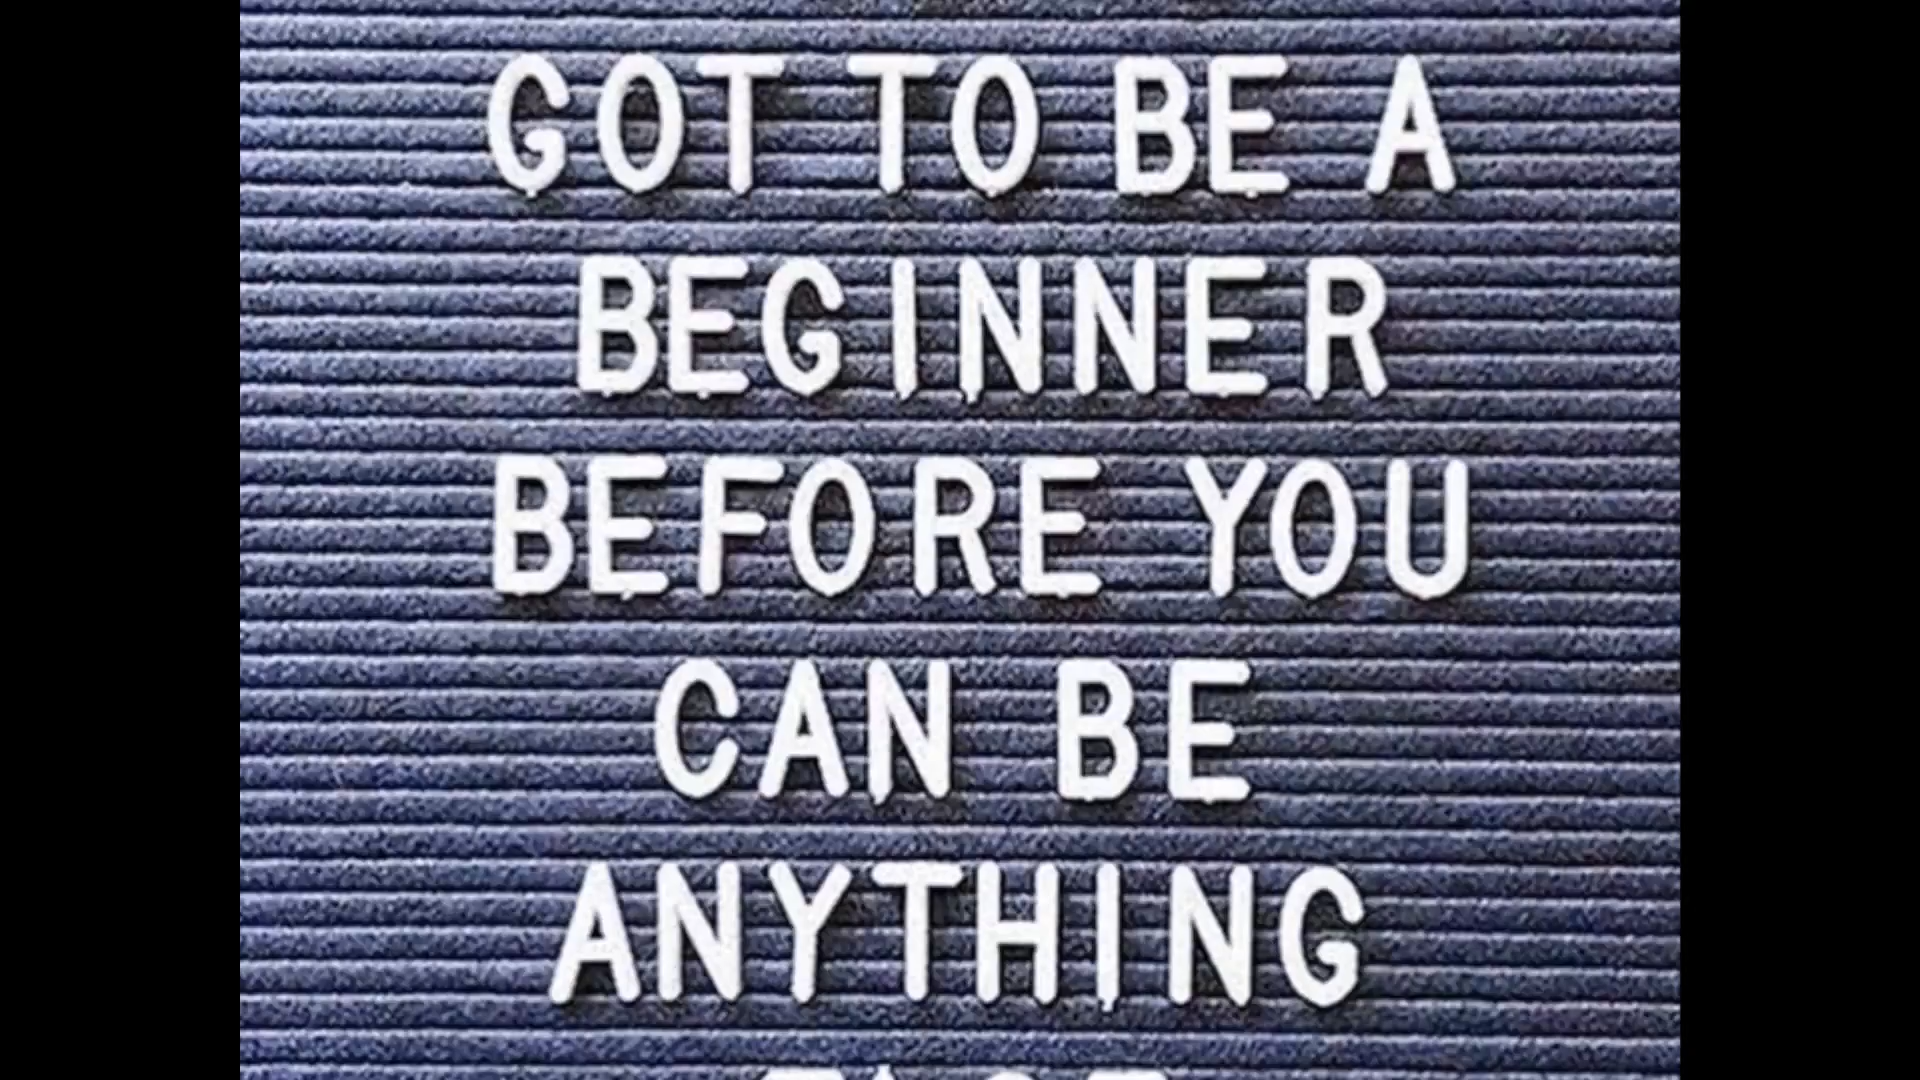 GOT TO BE A
BEGINNER
BEFORE YOU
CAN BE
ANYTHING